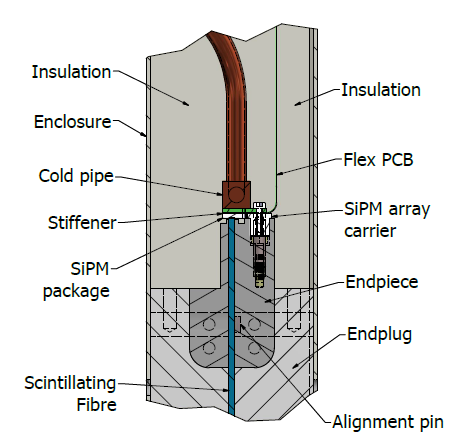 Insulation
Enclosure
Cold pipe
Stiffener
SiPM
package
Scintillating
Fibre
Insulation
Flex PCB
SiPM array
carrier
Endpiece
Endplug
Alignment pin